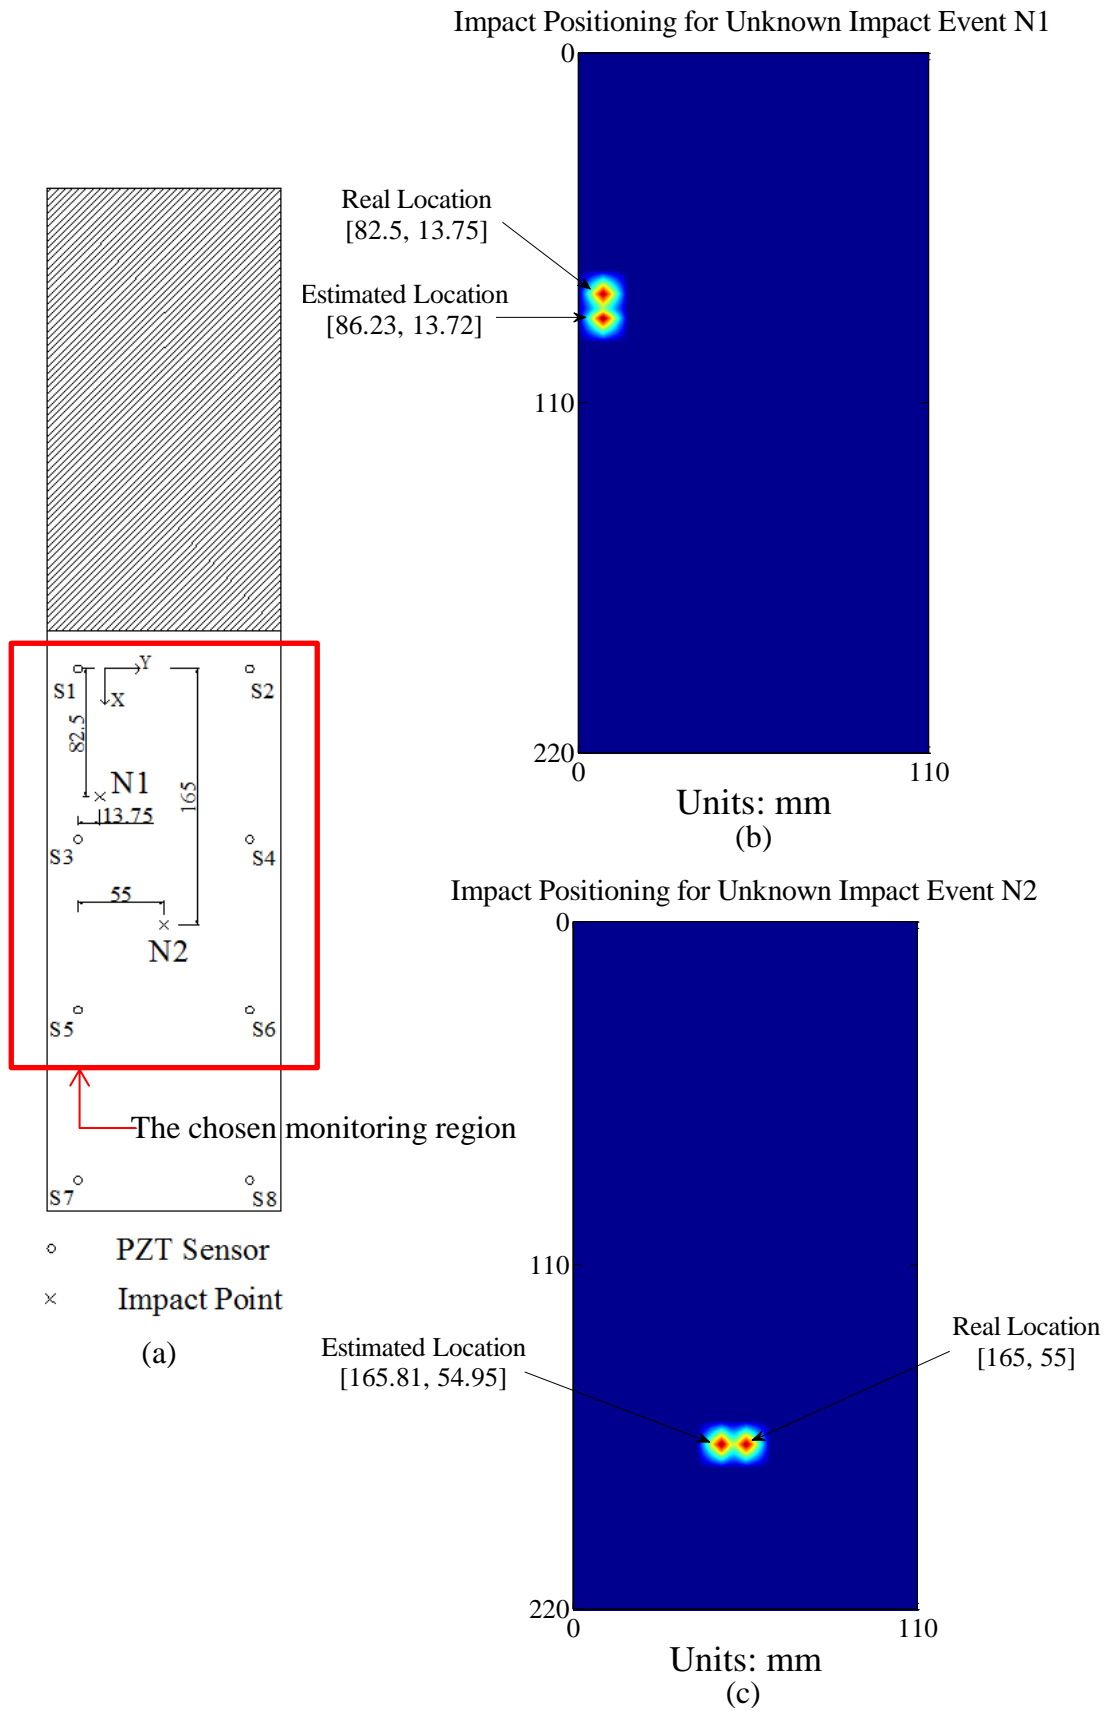 Impact Positioning for Unknown Impact Event N1
0
Real Location
[82.5, 13.75]
Estimated Location
[86.23, 13.72]
110
220
0
110
Units: mm
(b)
S1
Y
S2
X
82.5
N1
165
13.75
S3
S4
55
N2
S5
S6
The chosen monitoring region
S7
S8
PZT Sensor
Impact Point
(a)
Impact Positioning for Unknown Impact Event N2
0
110
Estimated Location
[165.81, 54.95]
Real Location
[165, 55]
220
0
110
Units: mm
(c)